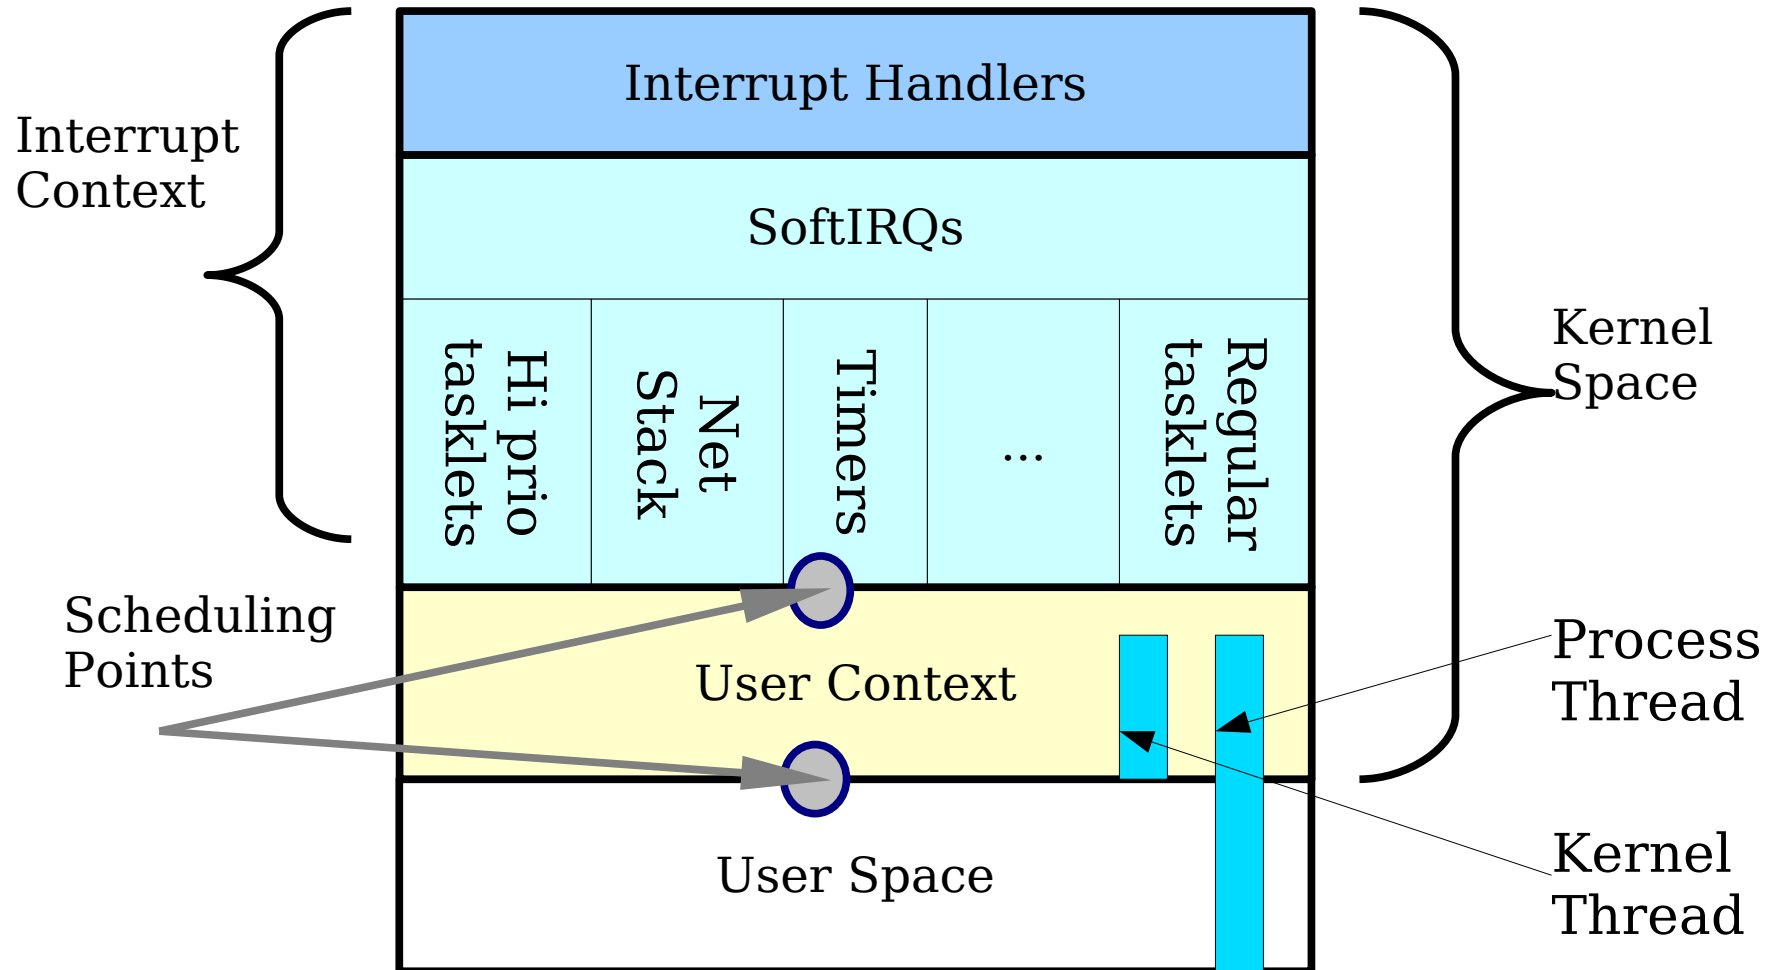 Interrupt Handlers
Interrupt
Context
SoftIRQs
Hi prio
tasklets
Net
Stack
Timers
...
Regular
tasklets
Kernel
Space
Scheduling
Points
User Context
Process
Thread
User Space
Kernel
Thread